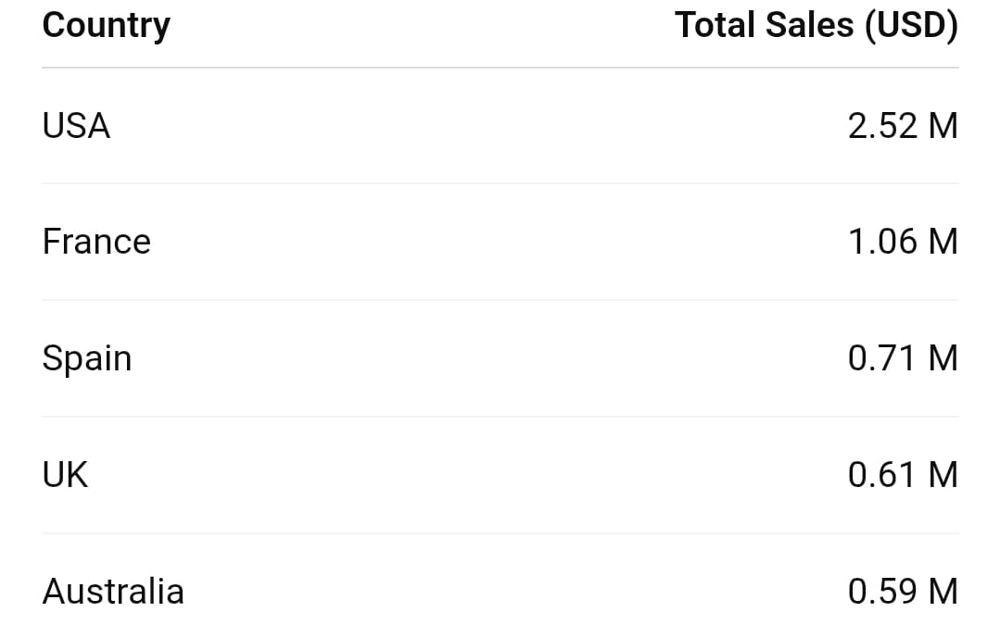 Country Total Sales (USD)
USA 2.52 M
France 1.06 M
Spain 0.71 M
UK 0.61 M
Australia 0.59 M